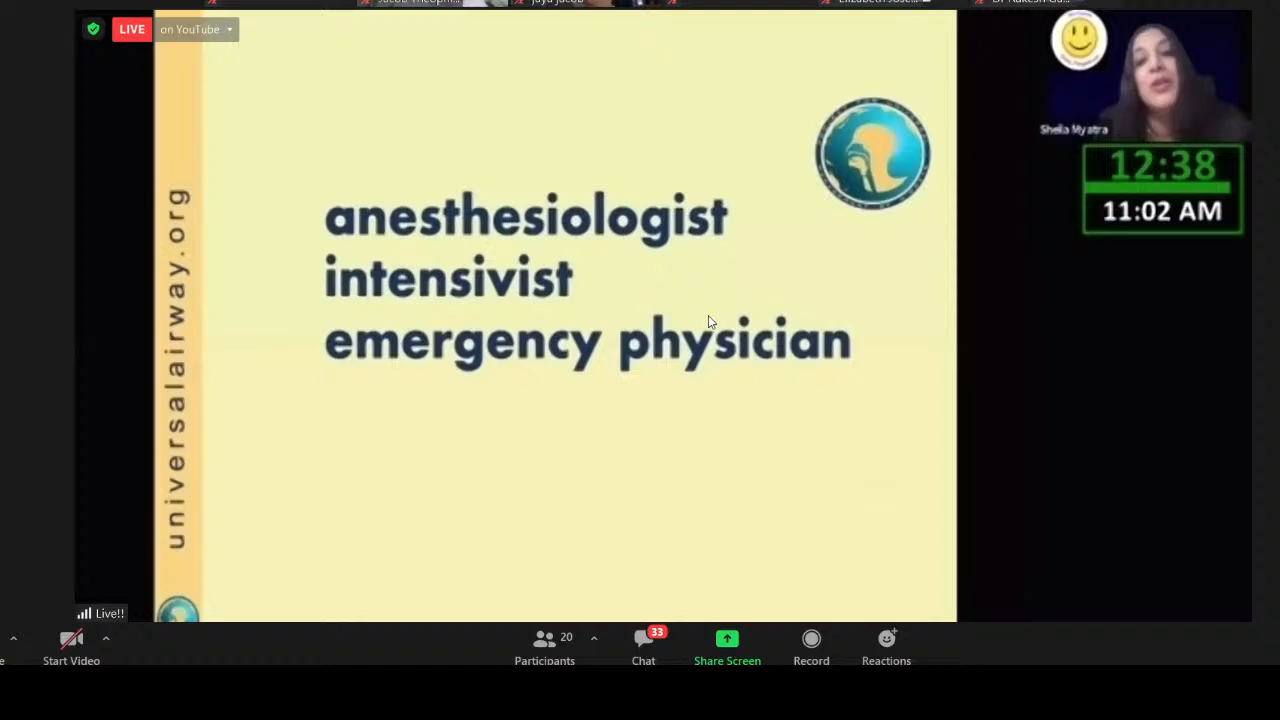 LIVE
on YouTube
anesthesiologist
intensivist
emergency physician
universalairway.org
Sheila Myatra
12:38
11:02 AM
Live!!
Start Video
20
Participants
33
Chat
Share Screen
Record
Reactions